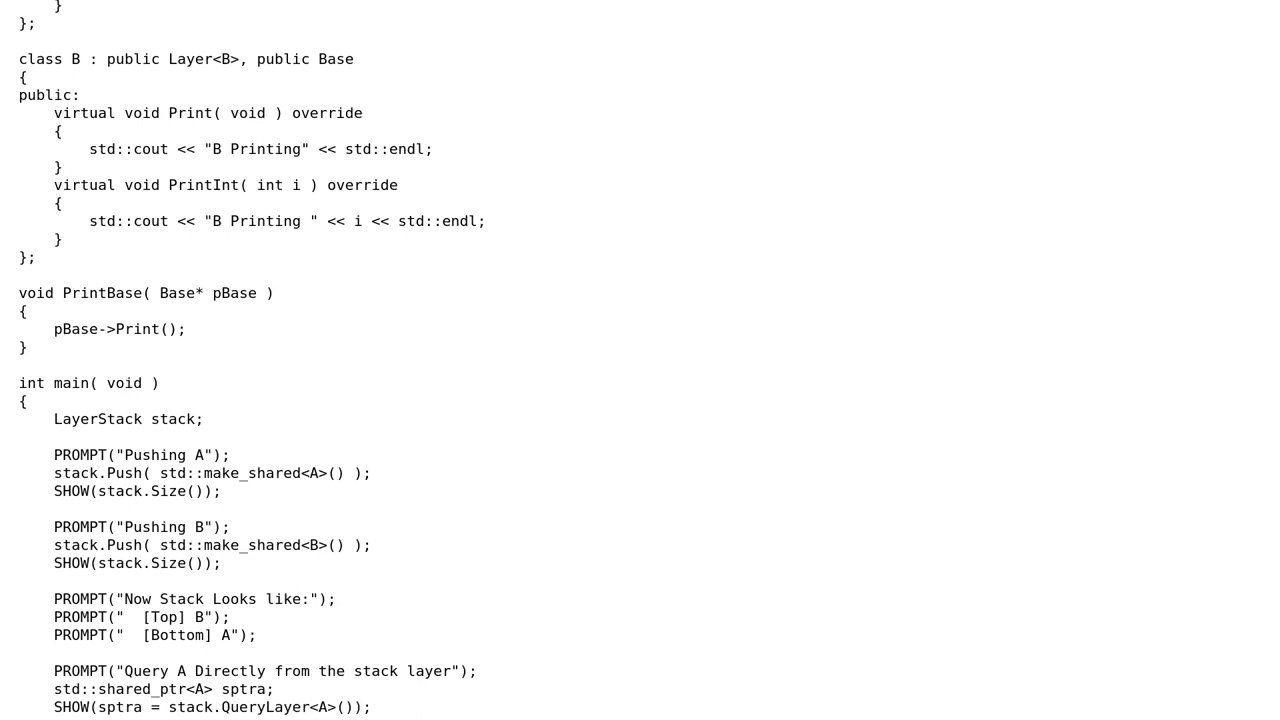 }
};

class B : public Layer<B>, public Base
{
public:
    virtual void Print( void ) override
    {
        std::cout << "B Printing" << std::endl;
    }
    virtual void PrintInt( int i ) override
    {
        std::cout << "B Printing " << i << std::endl;
    }
};

void PrintBase( Base* pBase )
{
    pBase->Print();
}

int main( void )
{
    LayerStack stack;

    PROMPT("Pushing A");
    stack.Push( std::make_shared<A>() );
    SHOW(stack.Size());

    PROMPT("Pushing B");
    stack.Push( std::make_shared<B>() );
    SHOW(stack.Size());

    PROMPT("Now Stack Looks like:");
    PROMPT("  [Top] B");
    PROMPT("  [Bottom] A");

    PROMPT("Query A Directly from the stack layer");
    std::shared_ptr<A> sptra;
    SHOW(sptra = stack.QueryLayer<A>());